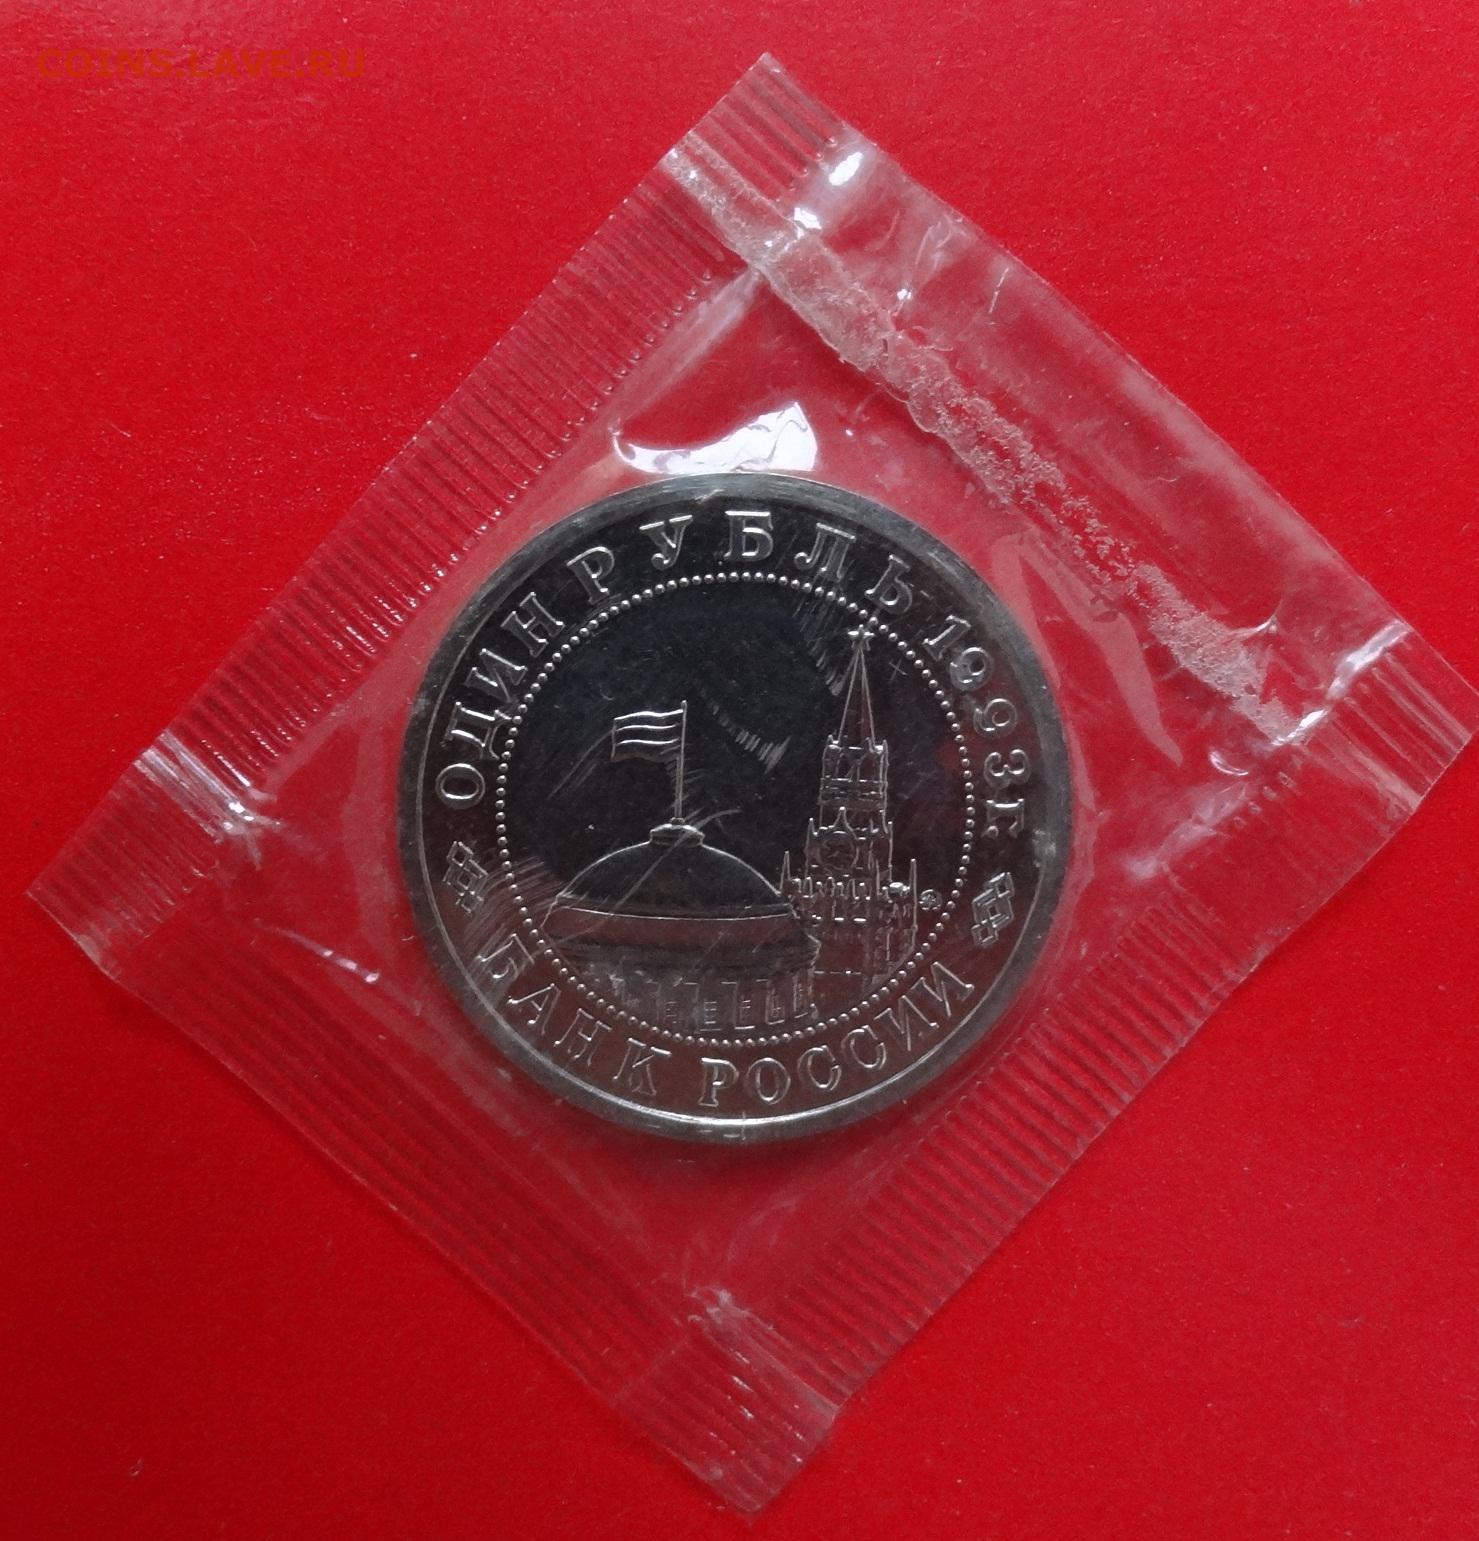 COINS.LAVE.RU
ОДИН РУБЛЬ 1993г.
БАНК РОССИИ